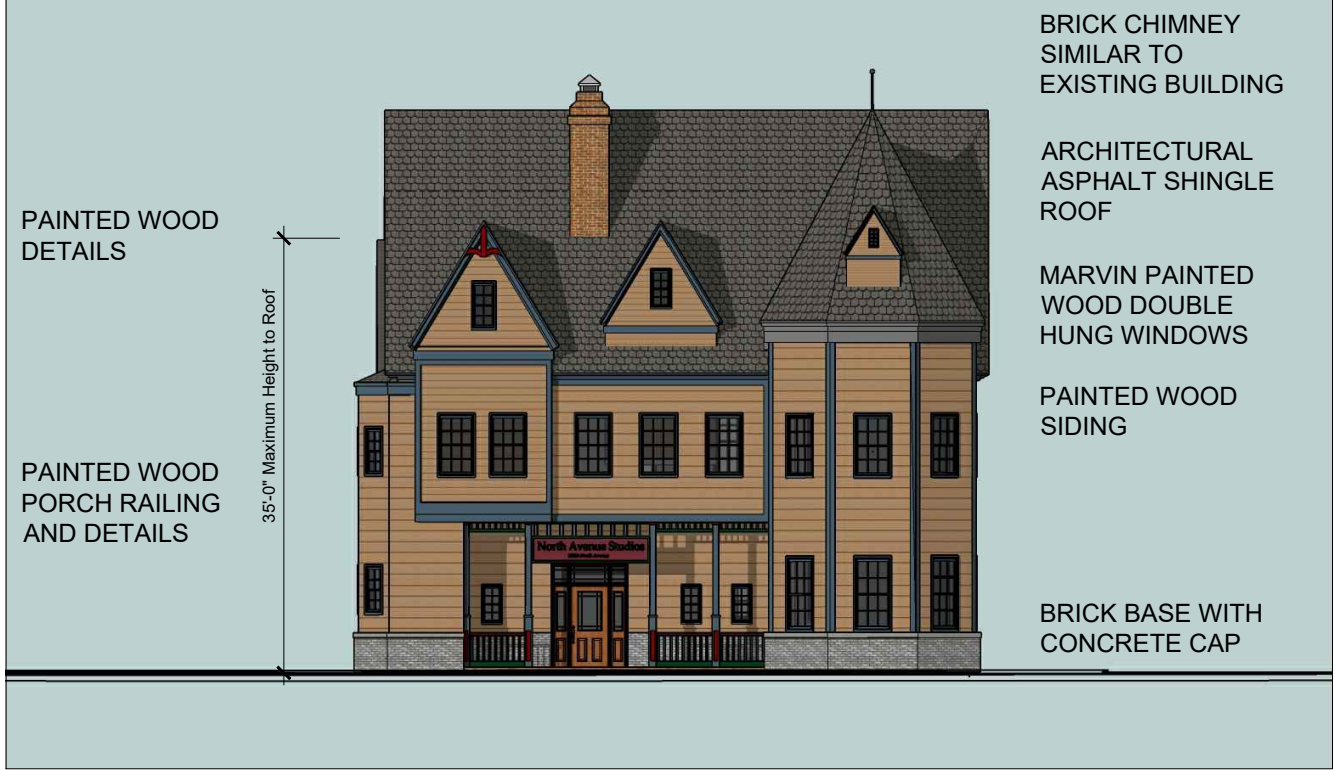 PAINTED WOOD
DETAILS
PAINTED WOOD
PORCH RAILING
AND DETAILS
35'-0" Maximum Height to Roof
North Avenue Studios
BRICK CHIMNEY
SIMILAR TO
EXISTING BUILDING
ARCHITECTURAL
ASPHALT SHINGLE
ROOF
MARVIN PAINTED
WOOD DOUBLE
HUNG WINDOWS
PAINTED WOOD
SIDING
BRICK BASE WITH
CONCRETE CAP